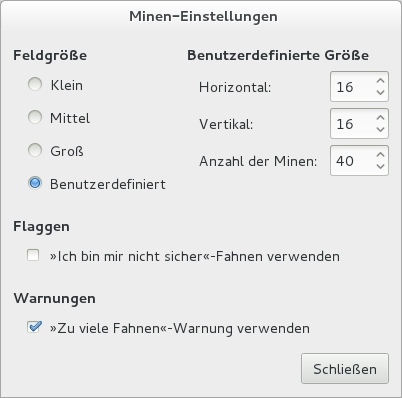 Minen-Einstellungen
Feldgröße
Klein
Mittel
Groß
Benutzerdefiniert
Benutzerdefinierte Größe
Horizontal: 16
Vertikal: 16
Anzahl der Minen: 40
Flaggen
»Ich bin mir nicht sicher«-Fahnen verwenden
Warnungen
»Zu viele Fahnen«-Warnung verwenden
Schließen